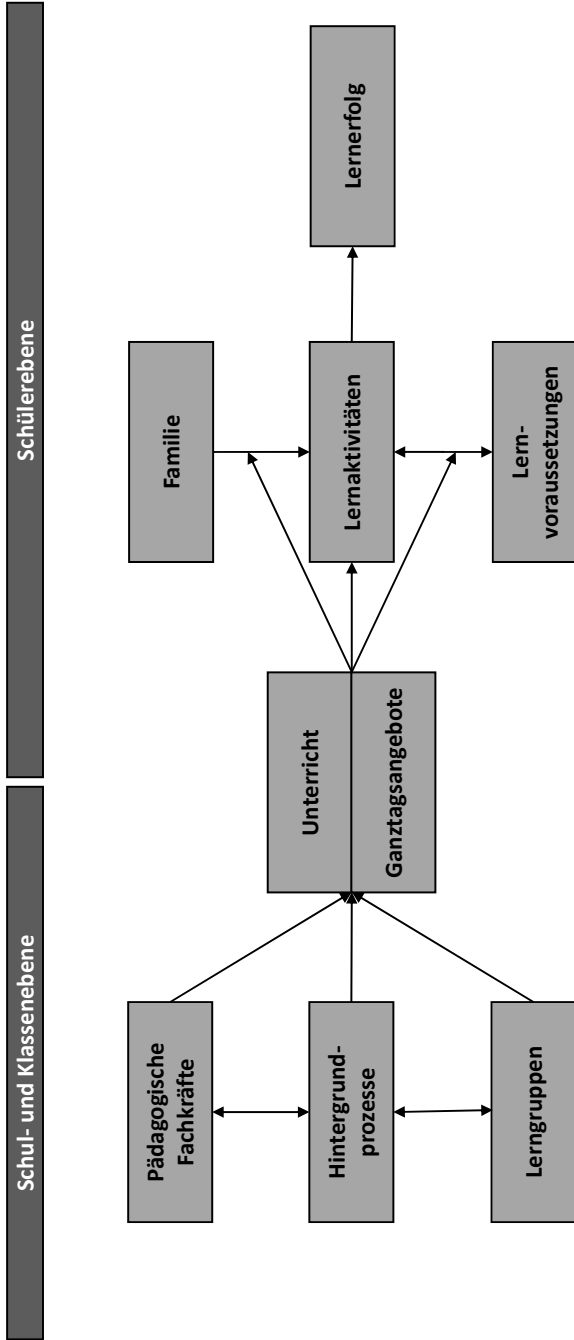 Schul- und Klassenebene
Schülerebene
Pädagogische
Fachkräfte
Hintergrund-
prozesse
Lerngruppen
Unterricht
Ganztagsangebote
Familie
Lernaktivitäten
Lern-
voraussetzungen
Lernerfolg